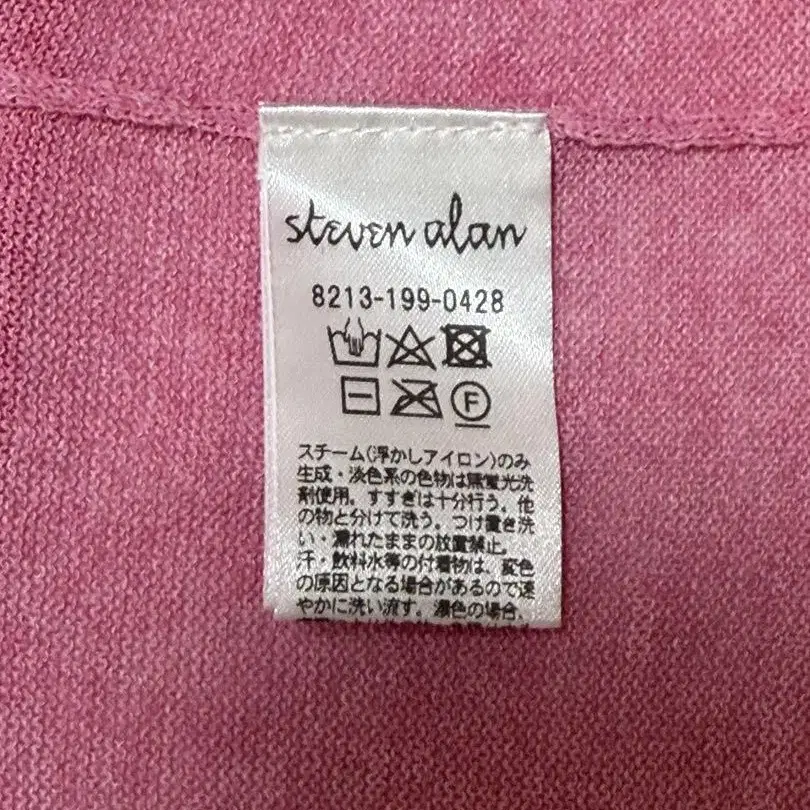 steven alan
8213-199-0428
F
スチーム(浮かしアイロン)のみ
生成・淡色系の色物は無蛍光洗
剤使用。すすぎは十分行う。他
の物と分けて洗う。つけ置き洗
い・濡れたままの放置禁止。
汗・飲料水等の付着物は、変色
の原因となる場合があるので速
やかに洗い流す。濃色の場合、